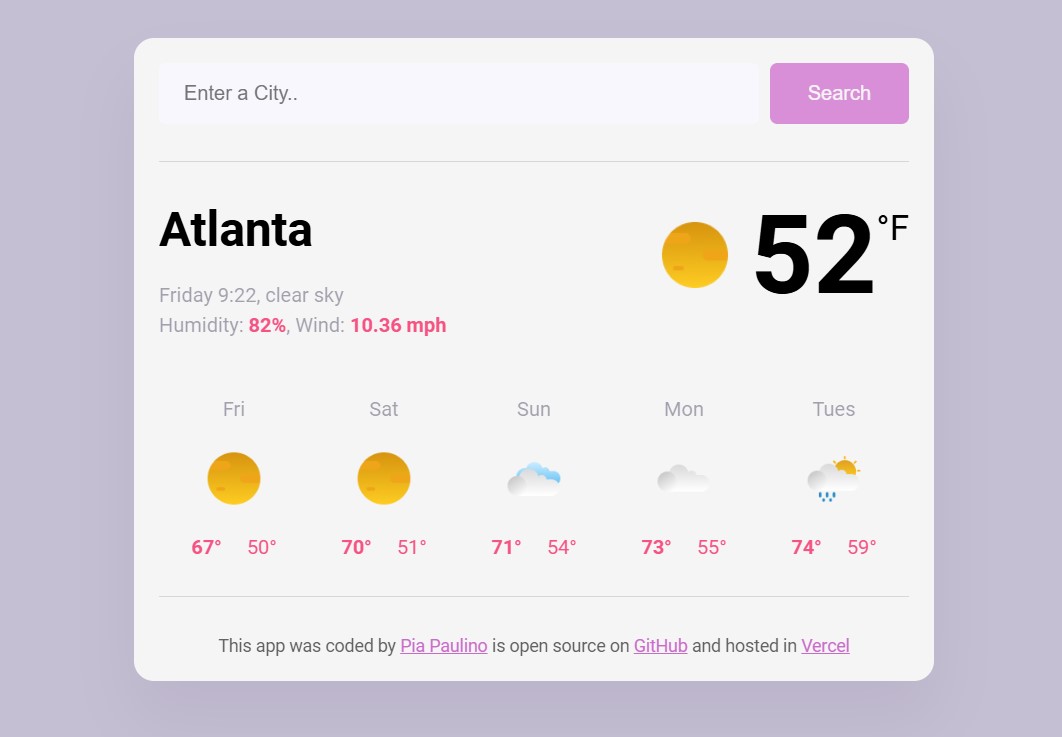 Enter a City..
Search
Atlanta
52 °F
Friday 9:22, clear sky
Humidity: 82%, Wind: 10.36 mph
Fri Sat Sun Mon Tues
67° 50° 70° 51° 71° 54° 73° 55° 74° 59°
This app was coded by Pia Paulino is open source on GitHub and hosted in Vercel